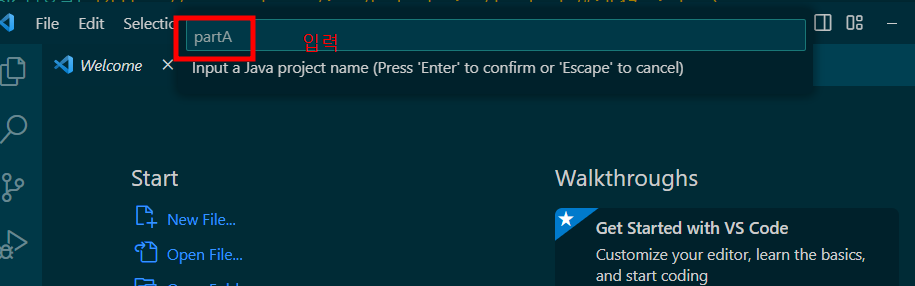 File Edit Selectio
partA
입력
Input a Java project name (Press 'Enter' to confirm or 'Escape' to cancel)
Welcome
Start
New File...
Open File...
Walkthroughs
Get Started with VS Code
Customize your editor, learn the basics,
and start coding